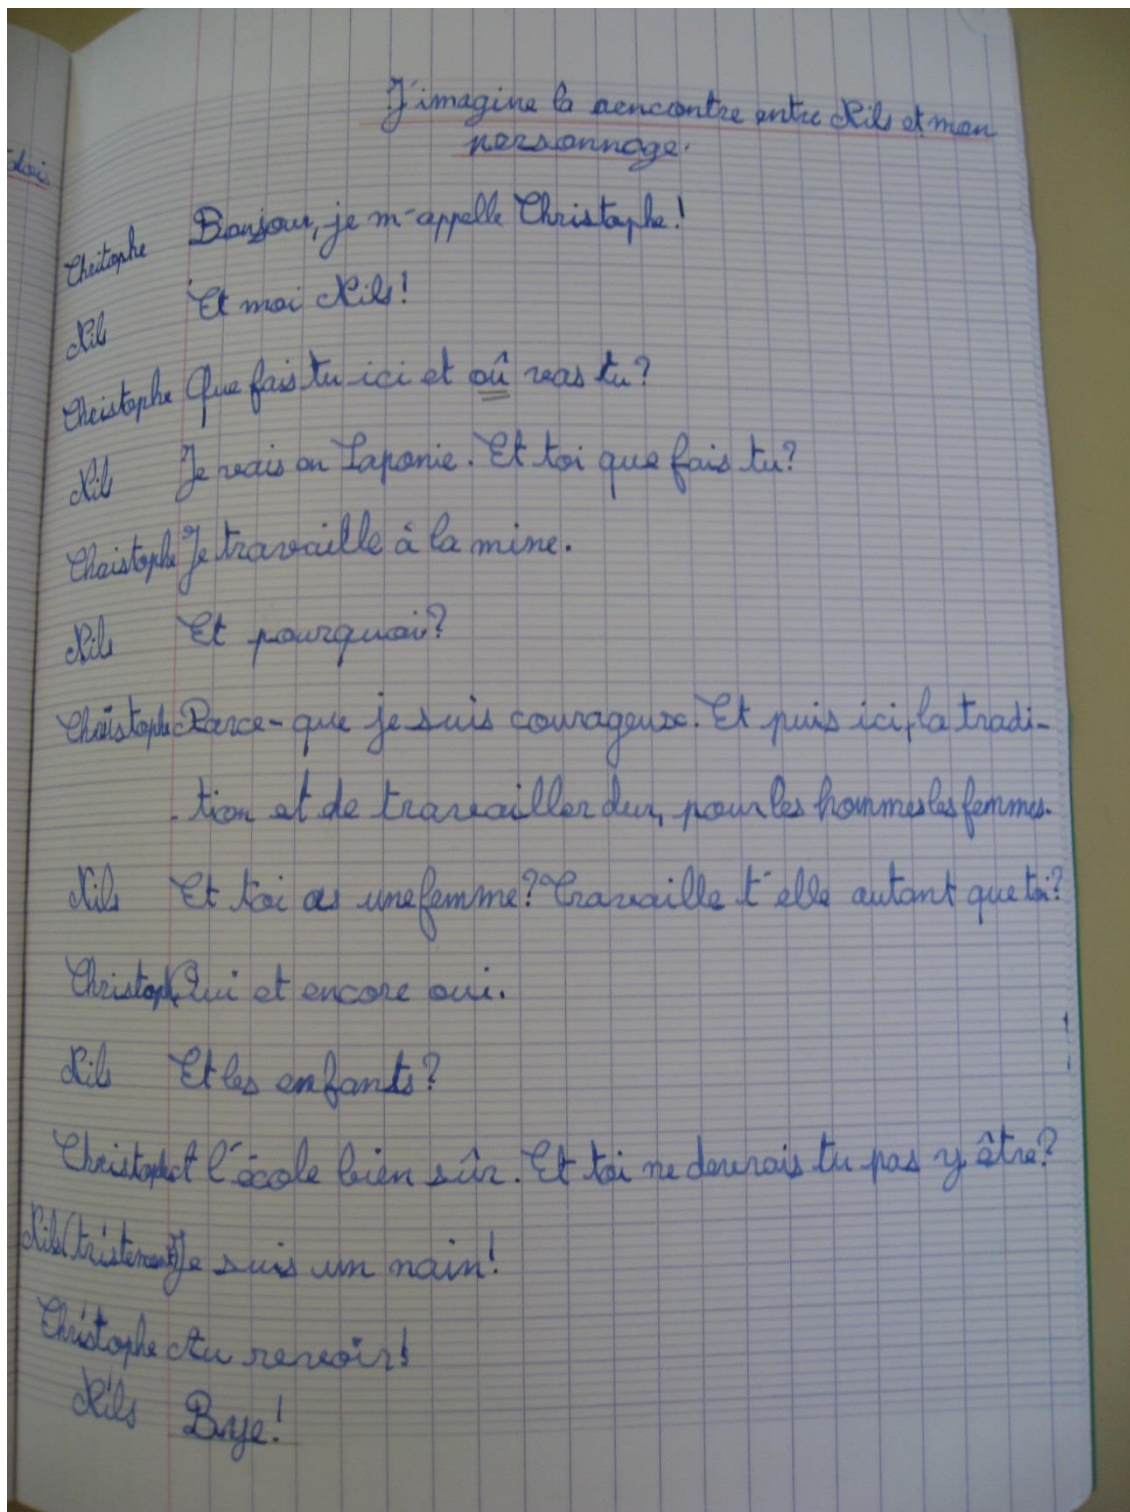 J'imagine la rencontre entre Nils et mon
personnage.
Chritophe Bonjour, je m'appelle Christophe!
Nils Et moi Nils!
Christophe Que fais tu ici et où vas tu?
Nils Je vais en Laponie. Et toi que fais tu?
Christophe Je travaille à la mine.
Nils Et pourquoi?
Christophe Parce-que je suis courageux. Et puis ici, la tradi-
tion et de travailler dur, pour les hommes les femmes.
Nils Et toi as une femme? Travaille t'elle autant que toi?
Christoph Oui et encore oui.
Nils Et les enfants?
Christophe A l'école bien sûr. Et toi ne devrais tu pas y être?
Nils (tristement) Je suis un nain!
Christophe Au revoir!
Nils Bye!